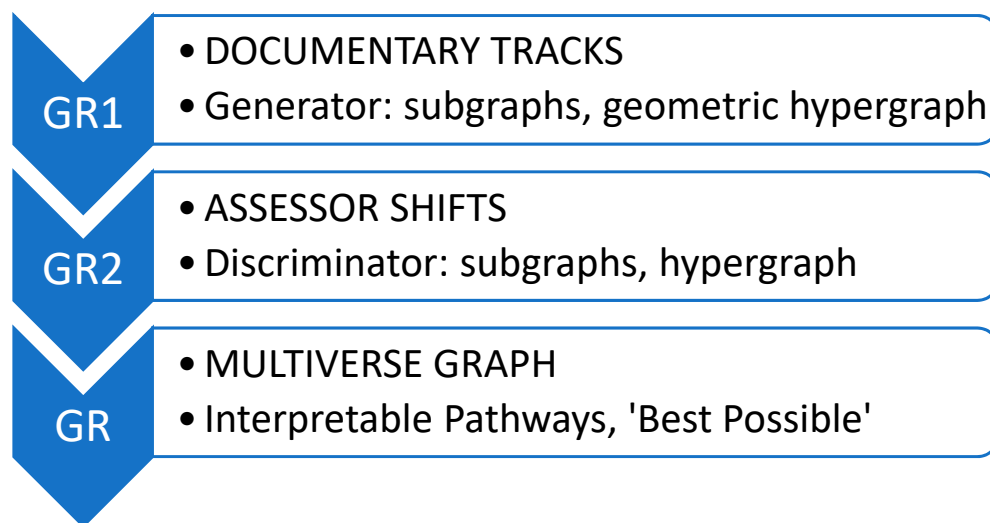 GR1
• DOCUMENTARY TRACKS
• Generator: subgraphs, geometric hypergraph
GR2
• ASSESSOR SHIFTS
• Discriminator: subgraphs, hypergraph
GR
• MULTIVERSE GRAPH
• Interpretable Pathways, 'Best Possible'